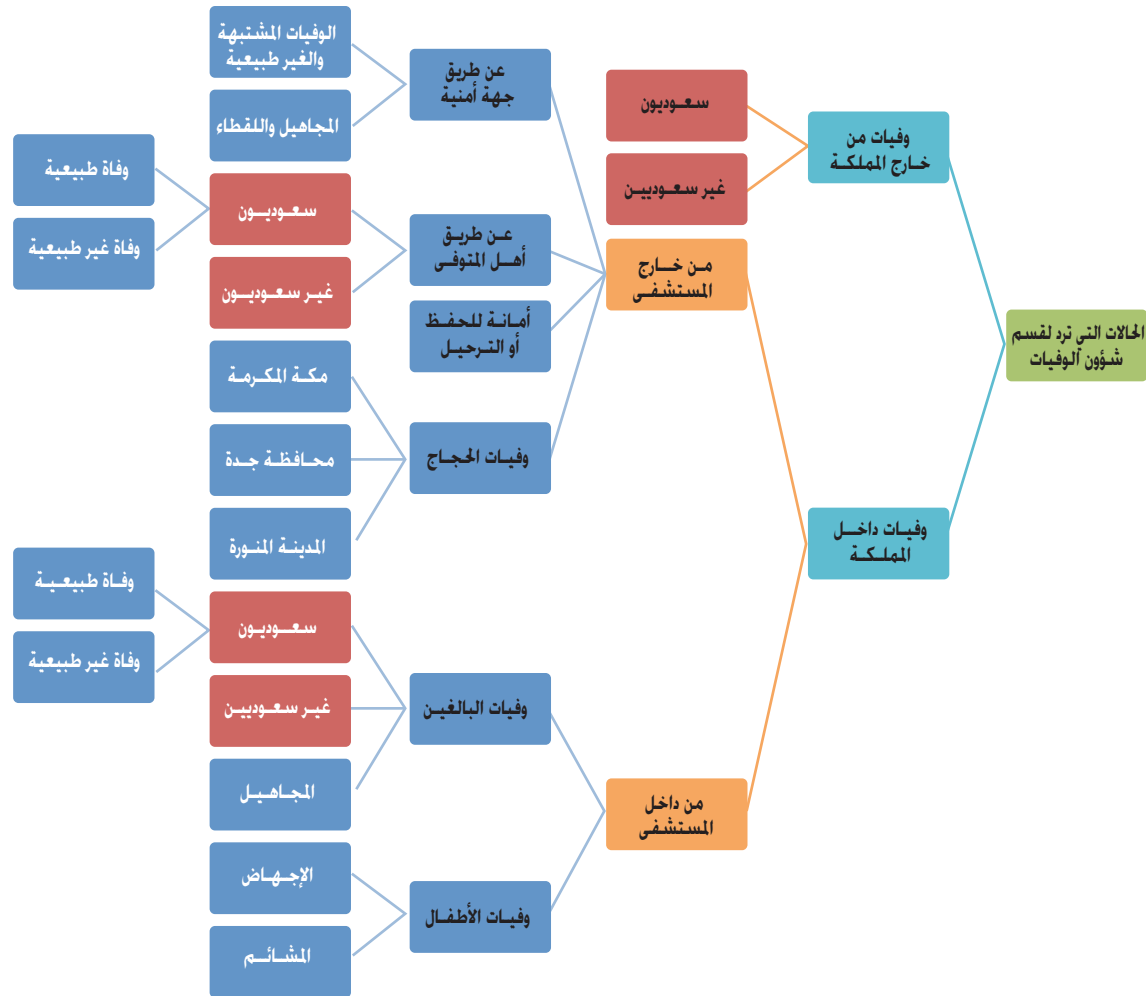 الحالات التي ترد لقسم
شؤون الوفيات
وفيات من
خارج المملكة
سعوديون
غير سعوديين
وفيات داخل
المملكة
من خارج
المستشفى
عن طريق
جهة أمنية
الوفيات المشتبهة
والغير طبيعية
المجاهيل واللقطاء
عن طريق
أهل المتوفى
سعوديون
وفاة طبيعية
وفاة غير طبيعية
غير سعوديون
أمانة للحفظ
أو الترحيل
وفيات الحجاج
مكة المكرمة
محافظة جدة
المدينة المنورة
من داخل
المستشفى
وفيات البالغين
سعوديون
وفاة طبيعية
وفاة غير طبيعية
غير سعوديين
المجاهيل
وفيات الأطفال
الإجهاض
المشائم